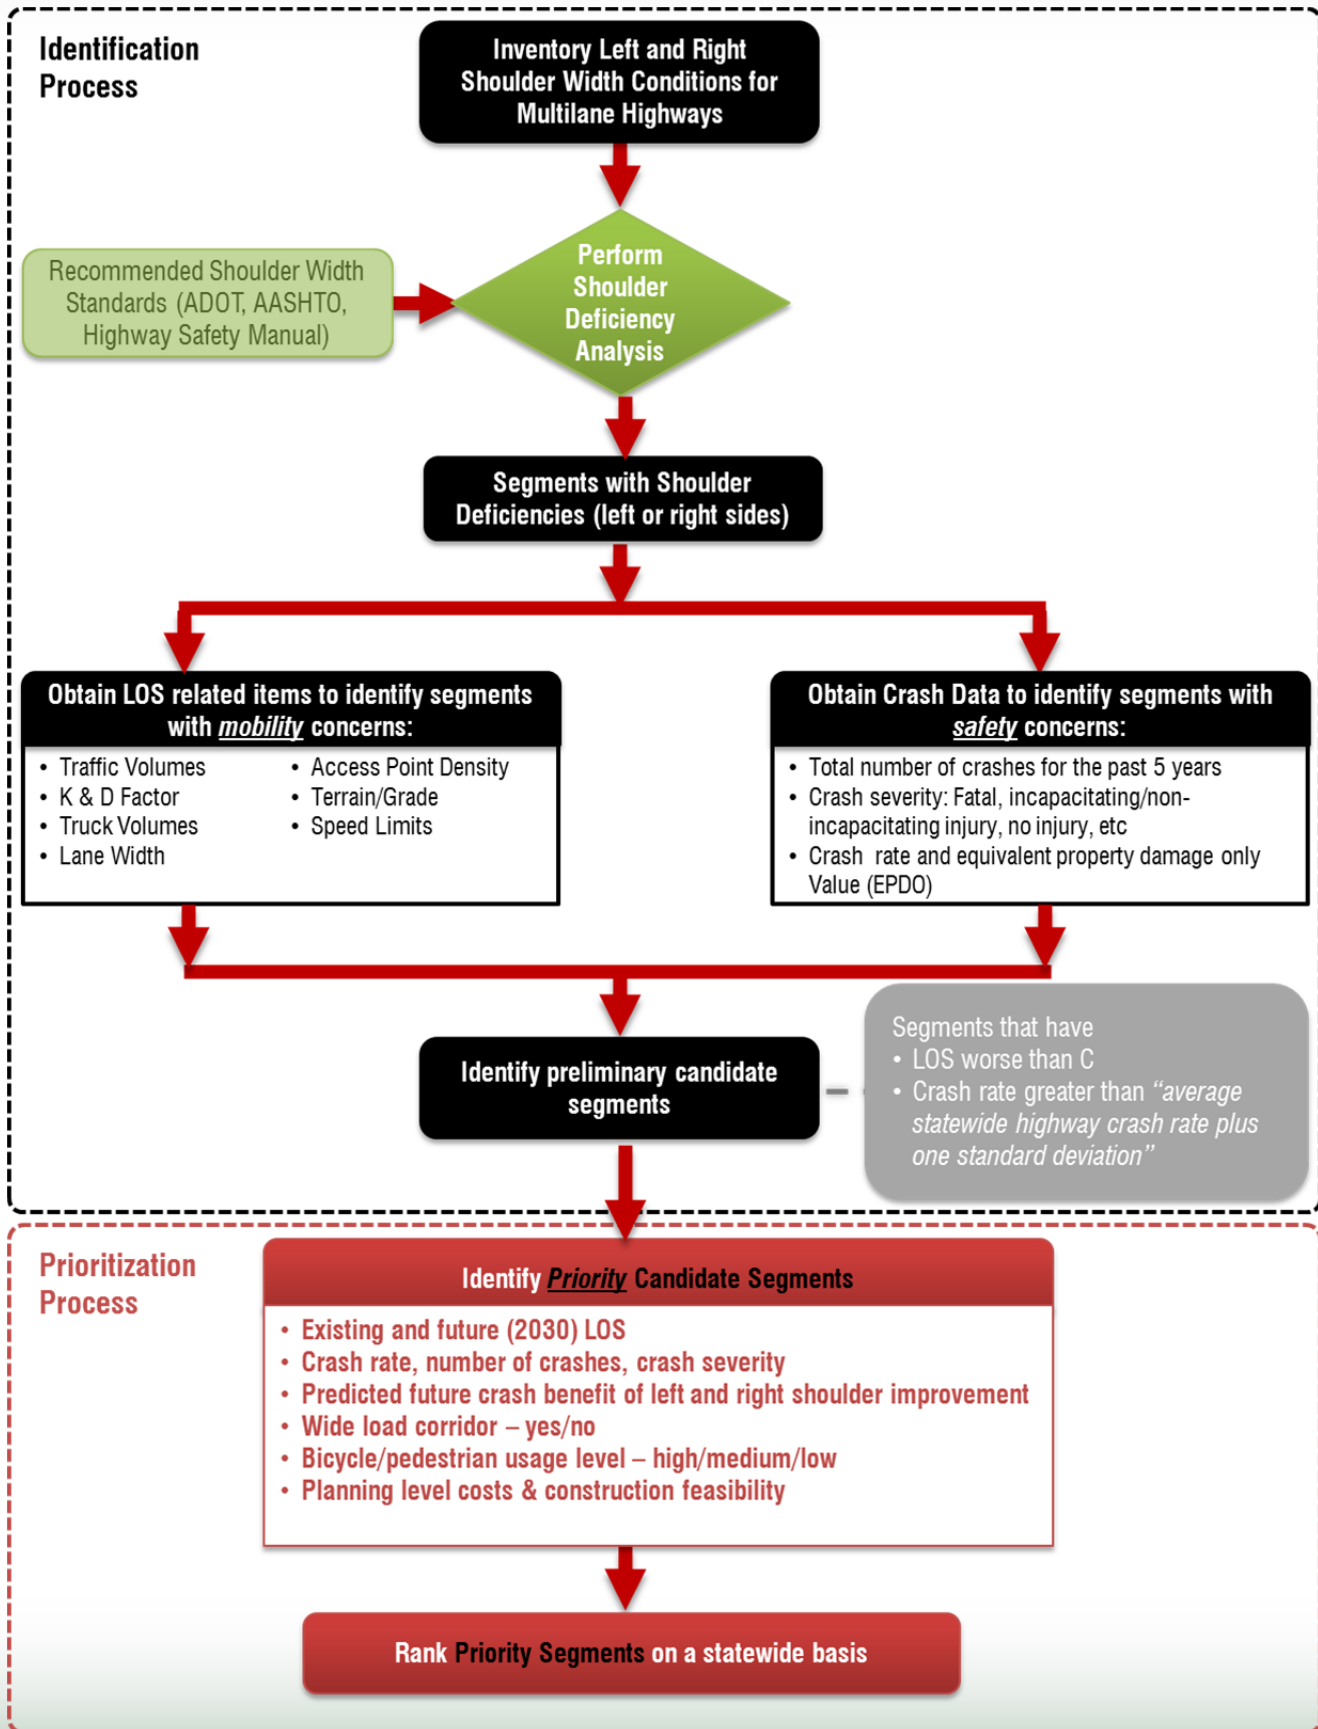 Identification
Process
Inventory Left and Right
Shoulder Width Conditions for
Multilane Highways
Recommended Shoulder Width
Standards (ADOT, AASHTO,
Highway Safety Manual)
Perform
Shoulder
Deficiency
Analysis
Segments with Shoulder
Deficiencies (left or right sides)
Obtain LOS related items to identify segments
with mobility concerns:
• Traffic Volumes
• K & D Factor
• Truck Volumes
• Lane Width
• Access Point Density
• Terrain/Grade
• Speed Limits
Obtain Crash Data to identify segments with
safety concerns:
• Total number of crashes for the past 5 years
• Crash severity: Fatal, incapacitating/non-
incapacitating injury, no injury, etc
• Crash rate and equivalent property damage only
Value (EPDO)
Identify preliminary candidate
segments
Segments that have
• LOS worse than C
• Crash rate greater than “average
statewide highway crash rate plus
one standard deviation”
Prioritization
Process
Identify Priority Candidate Segments
• Existing and future (2030) LOS
• Crash rate, number of crashes, crash severity
• Predicted future crash benefit of left and right shoulder improvement
• Wide load corridor – yes/no
• Bicycle/pedestrian usage level – high/medium/low
• Planning level costs & construction feasibility
Rank Priority Segments on a statewide basis